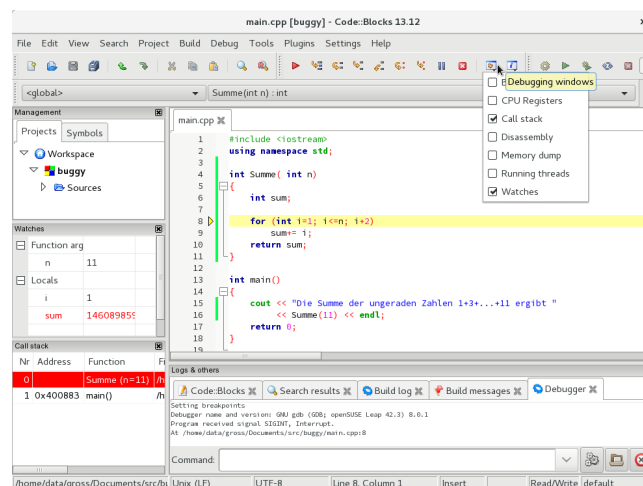 main.cpp [buggy] - Code::Blocks 13.12
File Edit View Search Project Build Debug Tools Plugins Settings Help
<global>
Summe(int n) : int
Debugging windows
CPU Registers
Call stack
Disassembly
Memory dump
Running threads
Watches
Management
Projects Symbols
Workspace
buggy
Sources
Watches
Function arg
n 11
Locals
i 1
sum 146089859
Call stack
Nr Address Function Fi
0 Summe (n=11) /h
1 0x400883 main() /h
main.cpp
1 #include <iostream>
2 using namespace std;
3
4 int Summe( int n)
5 {
6 int sum;
7
8 for (int i=1; i<=n; i+2)
9 sum+= i;
10 return sum;
11 }
12
13 int main()
14 {
15 cout << "Die Summe der ungeraden Zahlen 1+3+...+11 ergibt "
16 << Summe(11) << endl;
17 return 0;
18 }
19
Logs & others
Code::Blocks Search results Build log Build messages Debugger
Setting breakpoints
Debugger name and version: GNU gdb (GDB; openSUSE Leap 42.3) 8.0.1
Program received signal SIGINT, Interrupt.
At /home/data/gross/Documents/src/buggy/main.cpp:8
Command:
/home/data/gross/Documents/src/bu Unix (LF) UTF-8 Line 8, Column 1 Insert Read/Write default